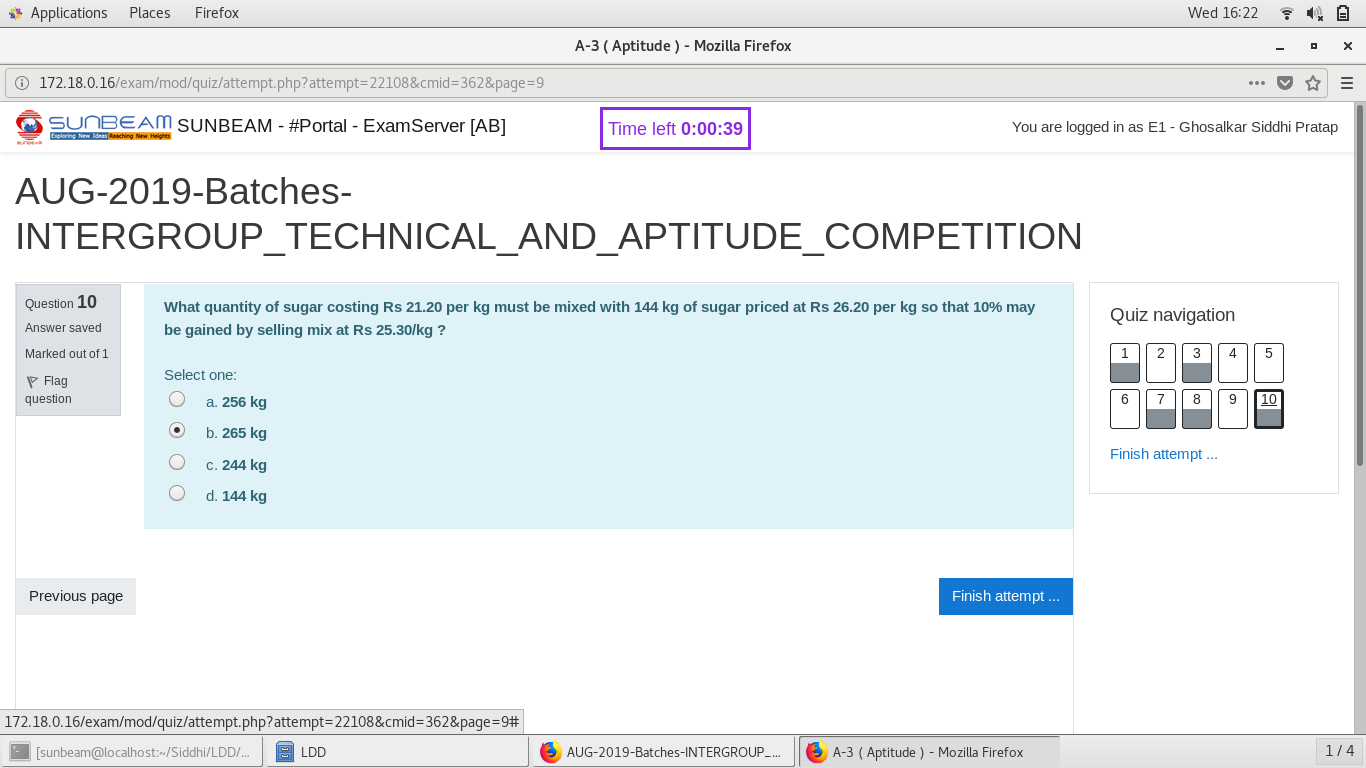 Applications Places Firefox Wed 16:22
A-3 ( Aptitude ) - Mozilla Firefox
172.18.0.16/exam/mod/quiz/attempt.php?attempt=22108&cmid=362&page=9
SUNBEAM
Exploring New Ideas Reaching New Heights
SUNBEAM
SUNBEAM - #Portal - ExamServer [AB]
Time left 0:00:39
You are logged in as E1 - Ghosalkar Siddhi Pratap
AUG-2019-Batches-
INTERGROUP_TECHNICAL_AND_APTITUDE_COMPETITION
Question 10
Answer saved
Marked out of 1
Flag
question
What quantity of sugar costing Rs 21.20 per kg must be mixed with 144 kg of sugar priced at Rs 26.20 per kg so that 10% may
be gained by selling mix at Rs 25.30/kg ?
Select one:
a. 256 kg
b. 265 kg
c. 244 kg
d. 144 kg
Quiz navigation
1 2 3 4 5
6 7 8 9 10
Finish attempt ...
Previous page
Finish attempt ...
172.18.0.16/exam/mod/quiz/attempt.php?attempt=22108&cmid=362&page=9#
[sunbeam@localhost:~/Siddhi/LDD/... LDD AUG-2019-Batches-INTERGROUP_... A-3 ( Aptitude ) - Mozilla Firefox 1 / 4